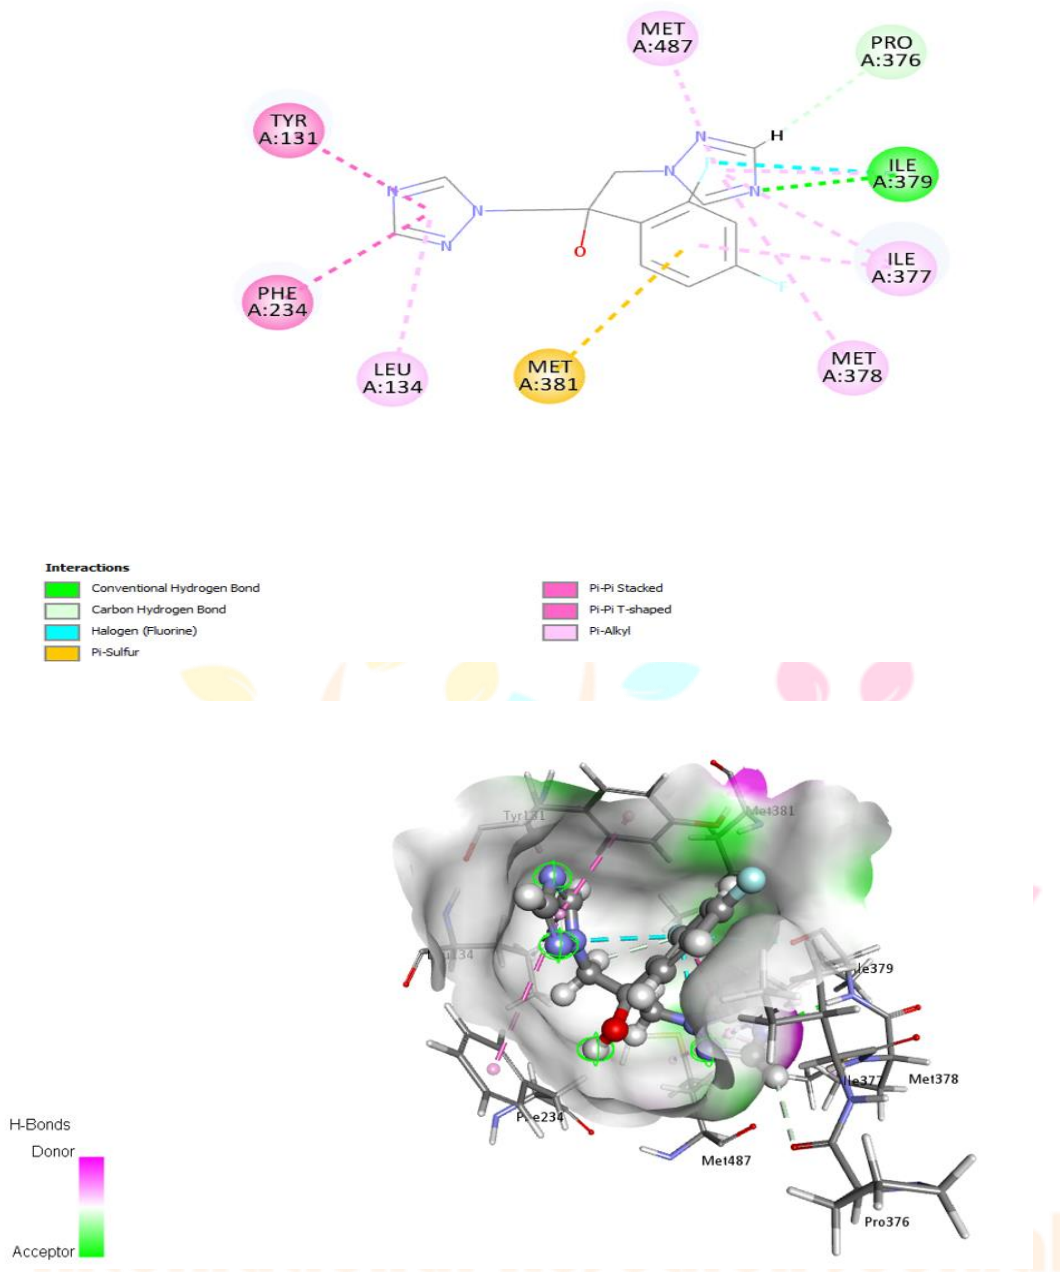 MET
A:487
PRO
A:376
TYR
A:131
ILE
A:379
ILE
A:377
PHE
A:234
LEU
A:134
MET
A:381
MET
A:378
H
N
N
N
N
N
N
O
F
Interactions
Conventional Hydrogen Bond
Carbon Hydrogen Bond
Halogen (Fluorine)
Pi-Sulfur
Pi-Pi Stacked
Pi-Pi T-shaped
Pi-Alkyl
Tyr131
Met381
Ile379
Ile377
Met378
Met487
Pro376
H-Bonds
Donor
Acceptor